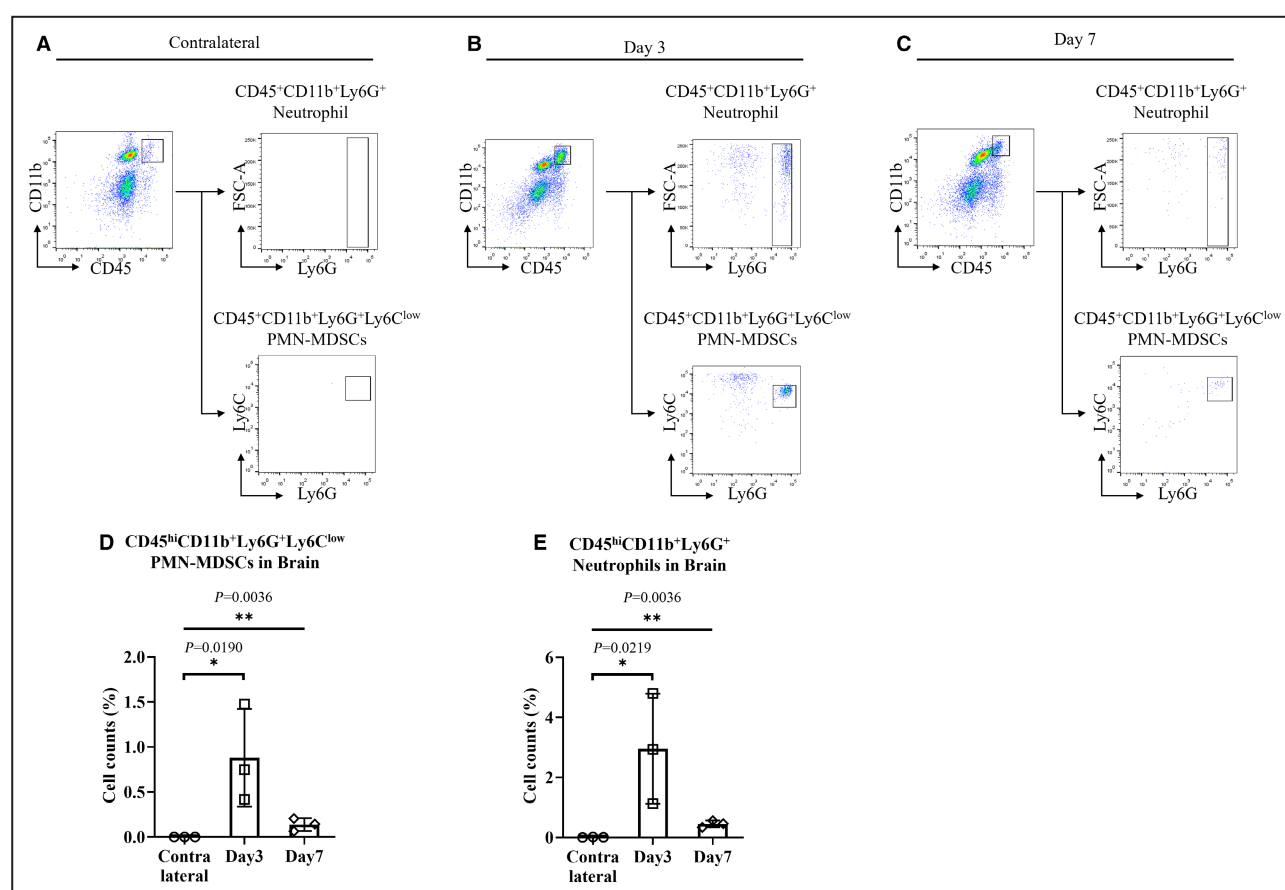 A
Contralateral
CD45⁺CD11b⁺Ly6G⁺
Neutrophil
CD11b
CD45
FSC-A
Ly6G
CD45⁺CD11b⁺Ly6G⁺Ly6Cˡᵒʷ
PMN-MDSCs
Ly6C
Ly6G
B
Day 3
CD45⁺CD11b⁺Ly6G⁺
Neutrophil
CD11b
CD45
FSC-A
Ly6G
CD45⁺CD11b⁺Ly6G⁺Ly6Cˡᵒʷ
PMN-MDSCs
Ly6C
Ly6G
C
Day 7
CD45⁺CD11b⁺Ly6G⁺
Neutrophil
CD11b
CD45
FSC-A
Ly6G
CD45⁺CD11b⁺Ly6G⁺Ly6Cˡᵒʷ
PMN-MDSCs
Ly6C
Ly6G
D
CD45ʰⁱCD11b⁺Ly6G⁺Ly6Cˡᵒʷ
PMN-MDSCs in Brain
P=0.0036
**
P=0.0190
*
Cell counts (%)
2.0
1.5
1.0
0.5
0.0
Contra
lateral
Day3
Day7
E
CD45ʰⁱCD11b⁺Ly6G⁺
Neutrophils in Brain
P=0.0036
**
P=0.0219
*
Cell counts (%)
6
4
2
0
Contra
lateral
Day3
Day7